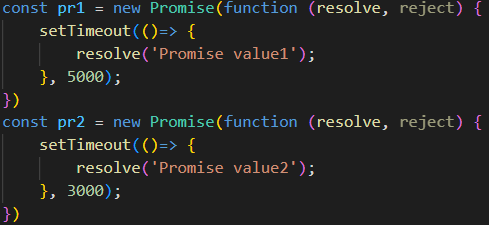 const pr1 = new Promise(function (resolve, reject) {
    setTimeout(()=> {
        resolve('Promise value1');
    }, 5000);
})
const pr2 = new Promise(function (resolve, reject) {
    setTimeout(()=> {
        resolve('Promise value2');
    }, 3000);
})